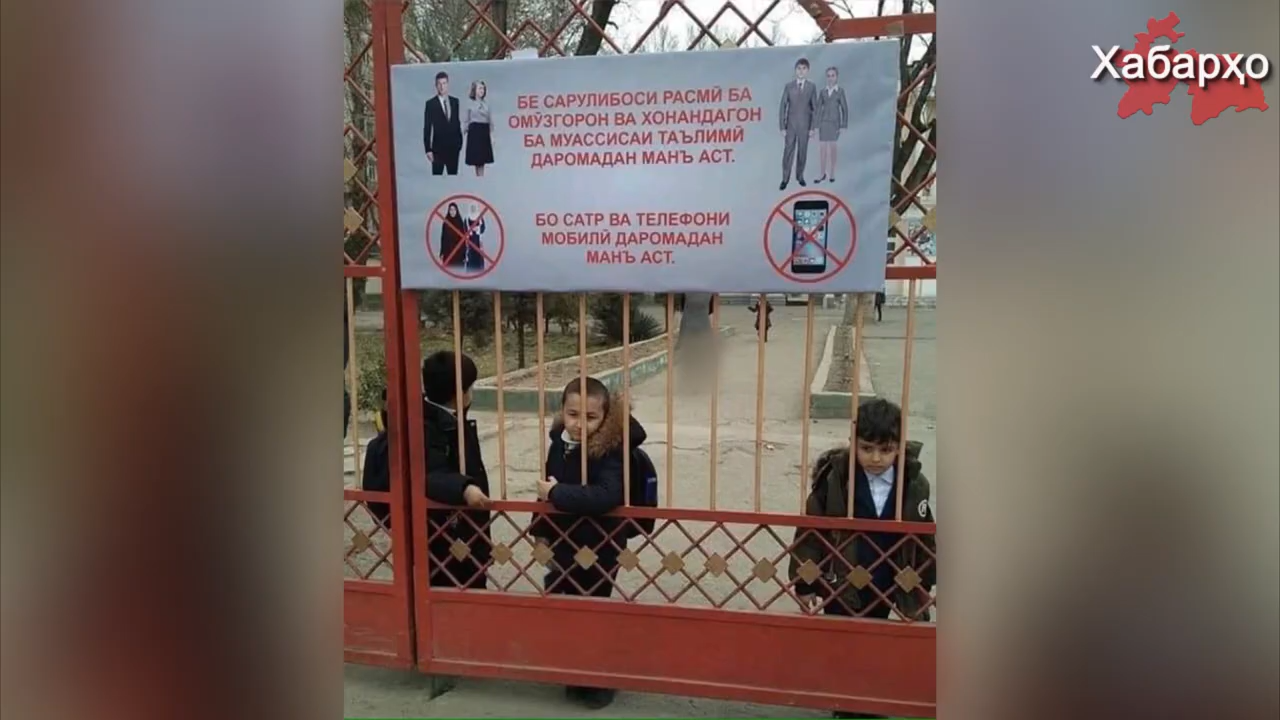 Хабарҳо
БЕ САРУЛИБОСИ РАСМӢ БА
ОМӮЗГОРОН ВА ХОНАНДАГОН
БА МУАССИСАИ ТАЪЛИМӢ
ДАРОМАДАН МАНЪ АСТ.
БО САТР ВА ТЕЛЕФОНИ
МОБИЛӢ ДАРОМАДАН
МАНЪ АСТ.